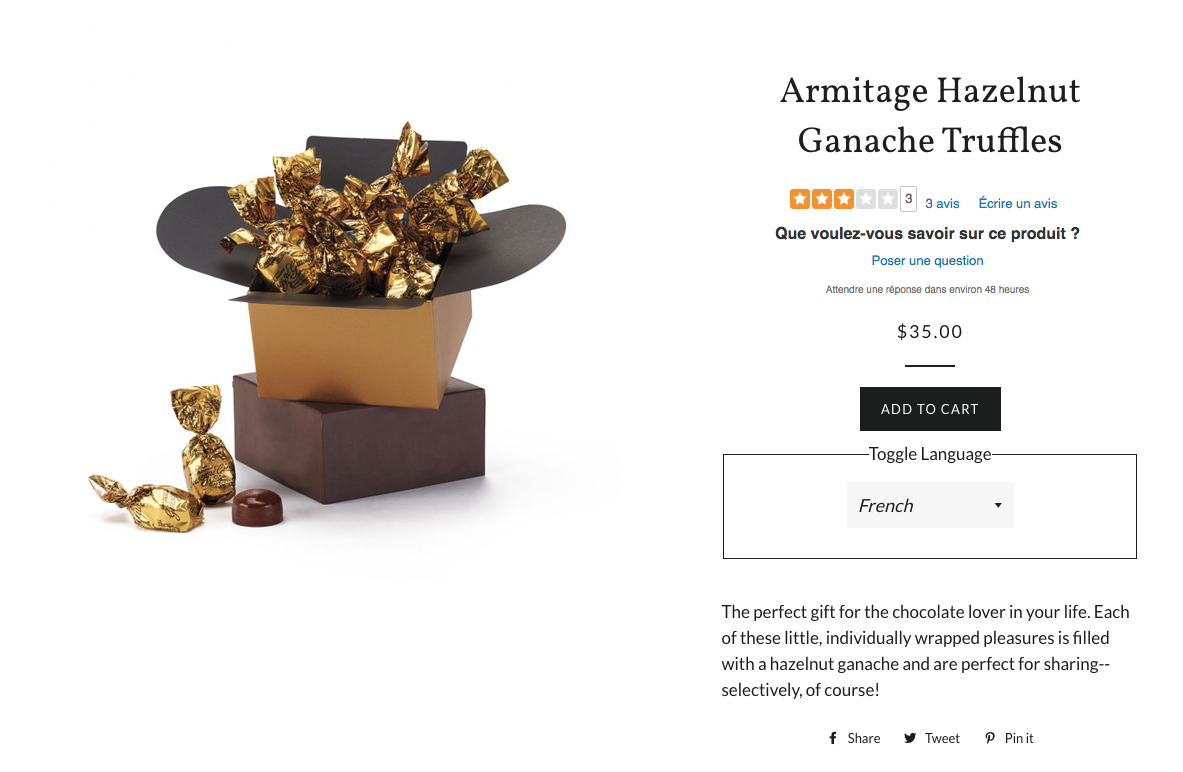 Armitage Hazelnut
Ganache Truffles
3 3 avis Écrire un avis
Que voulez-vous savoir sur ce produit ?
Poser une question
Attendre une réponse dans environ 48 heures
$35.00
ADD TO CART
Toggle Language
French
The perfect gift for the chocolate lover in your life. Each
of these little, individually wrapped pleasures is filled
with a hazelnut ganache and are perfect for sharing--
selectively, of course!
Share Tweet Pin it